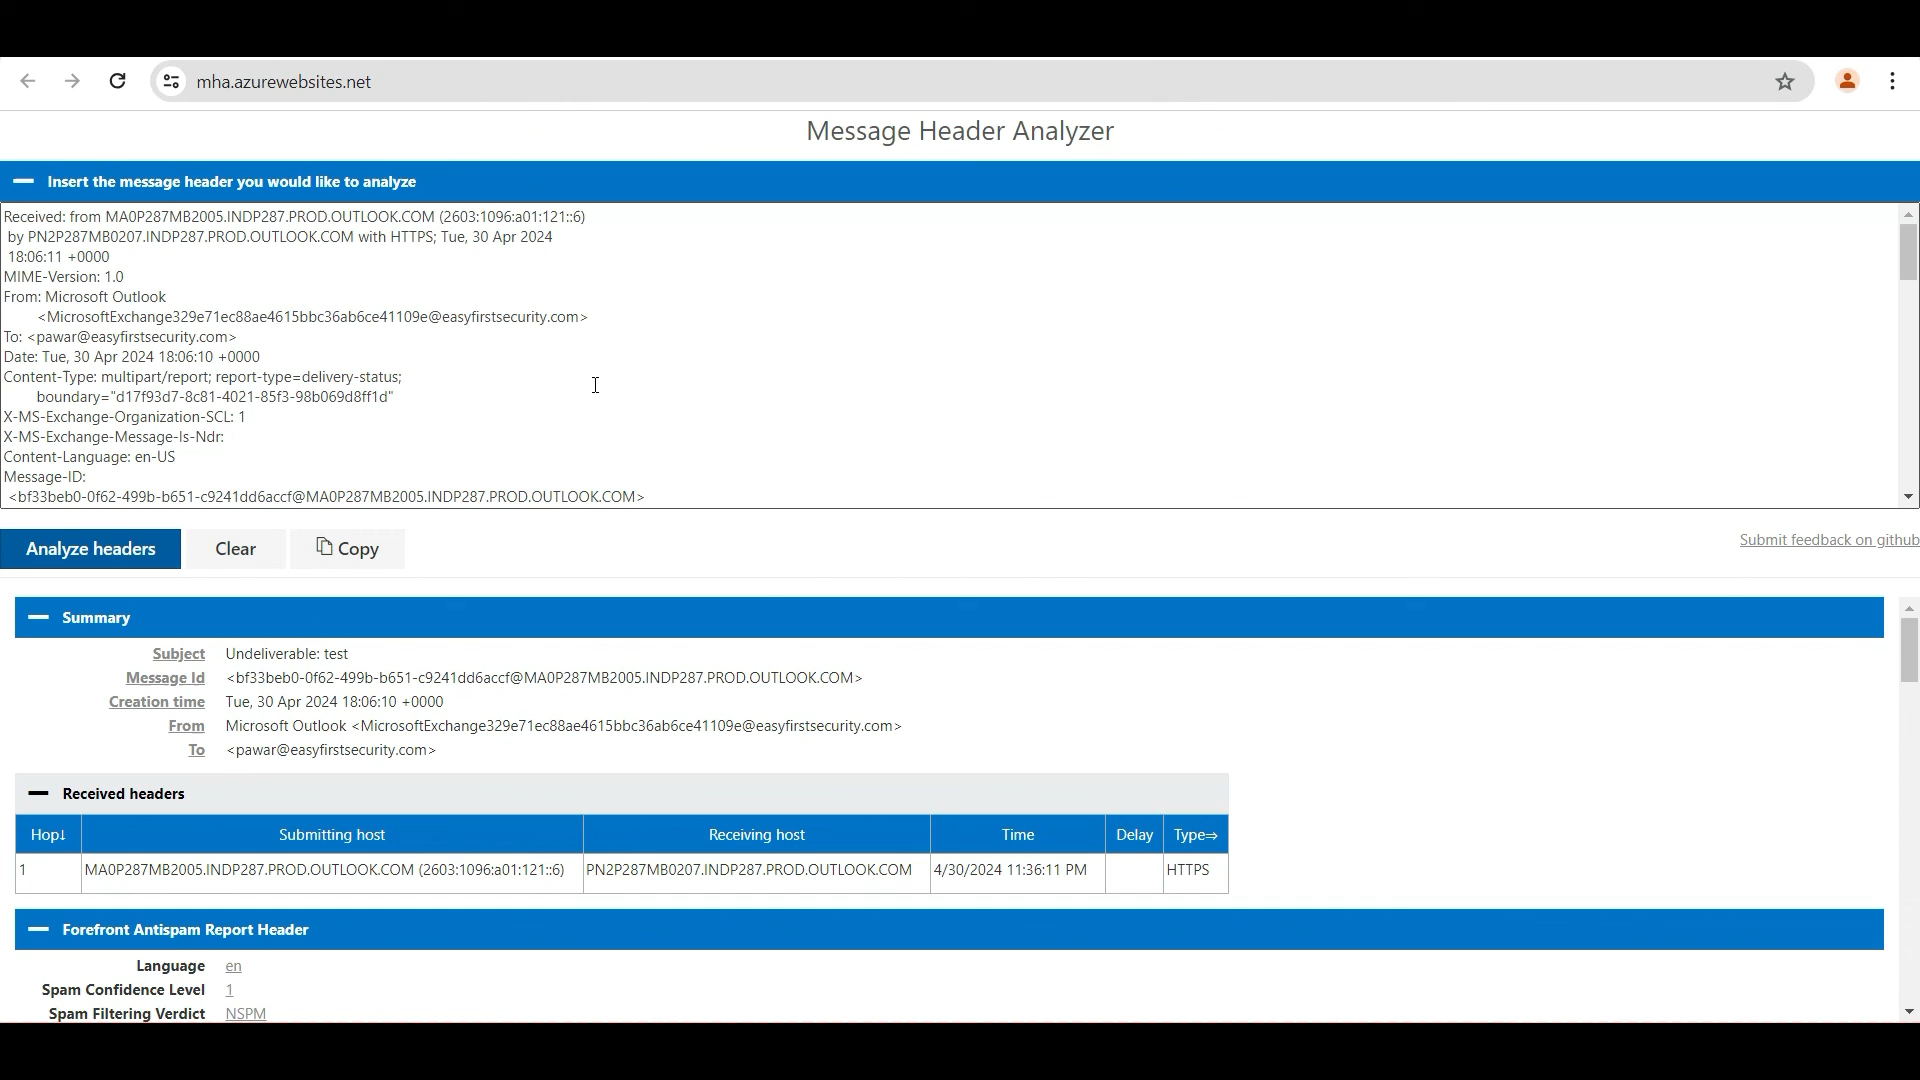 mha.azurewebsites.net
Message Header Analyzer
Insert the message header you would like to analyze
Received: from MA0P287MB2005.INDP287.PROD.OUTLOOK.COM (2603:1096:a01:121::6)
by PN2P287MB0207.INDP287.PROD.OUTLOOK.COM with HTTPS; Tue, 30 Apr 2024
18:06:11 +0000
MIME-Version: 1.0
From: Microsoft Outlook
<MicrosoftExchange329e71ec88ae4615bbc36ab6ce41109e@easyfirstsecurity.com>
To: <pawar@easyfirstsecurity.com>
Date: Tue, 30 Apr 2024 18:06:10 +0000
Content-Type: multipart/report; report-type=delivery-status;
boundary="d17f93d7-8c81-4021-85f3-98b069d8ff1d"
X-MS-Exchange-Organization-SCL: 1
X-MS-Exchange-Message-Is-Ndr:
Content-Language: en-US
Message-ID:
<bf33beb0-0f62-499b-b651-c9241dd6accf@MA0P287MB2005.INDP287.PROD.OUTLOOK.COM>
Analyze headers Clear Copy Submit feedback on github
Summary
Subject Undeliverable: test
Message Id <bf33beb0-0f62-499b-b651-c9241dd6accf@MA0P287MB2005.INDP287.PROD.OUTLOOK.COM>
Creation time Tue, 30 Apr 2024 18:06:10 +0000
From Microsoft Outlook <MicrosoftExchange329e71ec88ae4615bbc36ab6ce41109e@easyfirstsecurity.com>
To <pawar@easyfirstsecurity.com>
Received headers
Hop↓ Submitting host Receiving host Time Delay Type⇒
1 MA0P287MB2005.INDP287.PROD.OUTLOOK.COM (2603:1096:a01:121::6) PN2P287MB0207.INDP287.PROD.OUTLOOK.COM 4/30/2024 11:36:11 PM HTTPS
Forefront Antispam Report Header
Language en
Spam Confidence Level 1
Spam Filtering Verdict NSPM